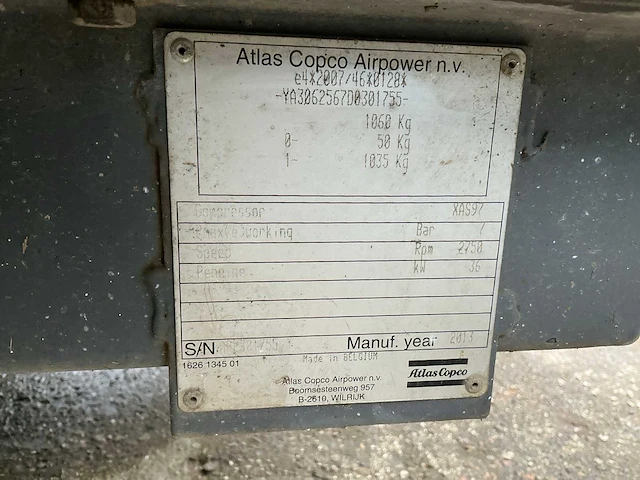 Atlas Copco Airpower n.v.
e4*2007/46*0128*
-YA3062567D0301755-
1060 Kg
0- 50 Kg
1- 1035 Kg
Compressor XAS97
Bar 7
Speed Rpm 2750
kW 36
S/N Manuf. year 2013
1626 1345 01 Made in BELGIUM
Atlas Copco Airpower n.v.
Boomsesteenweg 957
B-2610, WILRIJK
Atlas Copco